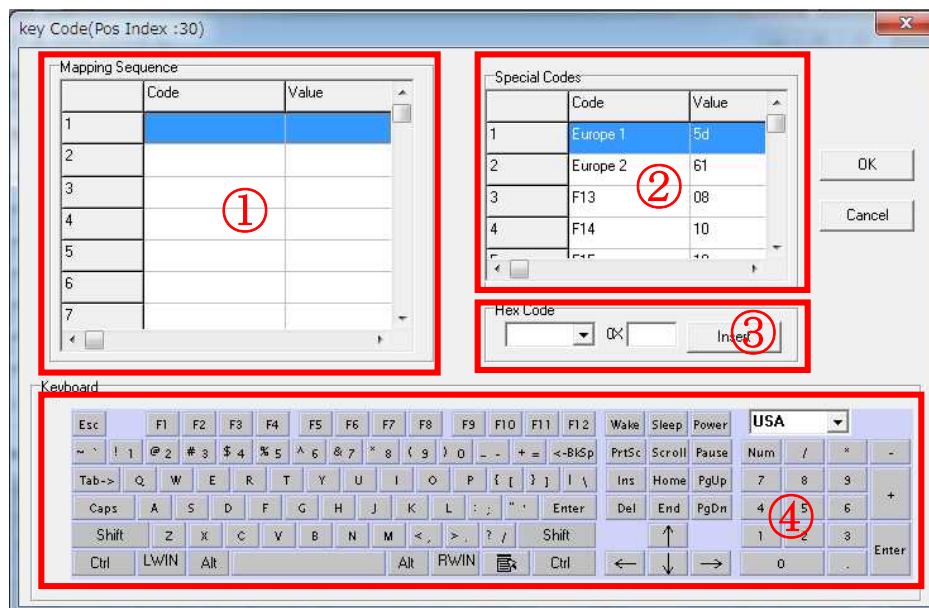 key Code(Pos Index :30)
Mapping Sequence
Code Value
1
2
3
4
5
6
7
①
Special Codes
Code Value
1 Europe 1 5d
2 Europe 2 61
3 F13 08
4 F14 10
②
OK
Cancel
Hex Code
0X
③
Keyboard
Esc F1 F2 F3 F4 F5 F6 F7 F8 F9 F10 F11 F12 Wake Sleep Power USA
~ ` ! 1 @ 2 # 3 $ 4 % 5 ^ 6 & 7 * 8 ( 9 ) 0 _ - + = <-BkSp PrtSc Scroll Pause Num / * -
Tab-> Q W E R T Y U I O P { [ } ] | \ Ins Home PgUp 7 8 9 +
Caps A S D F G H J K L : ; " ' Enter Del End PgDn 4 5 6
Shift Z X C V B N M < , > . ? / Shift ↑ 1 2 3 Enter
Ctrl LWIN Alt Alt RWIN Ctrl ← ↓ → 0 .
④